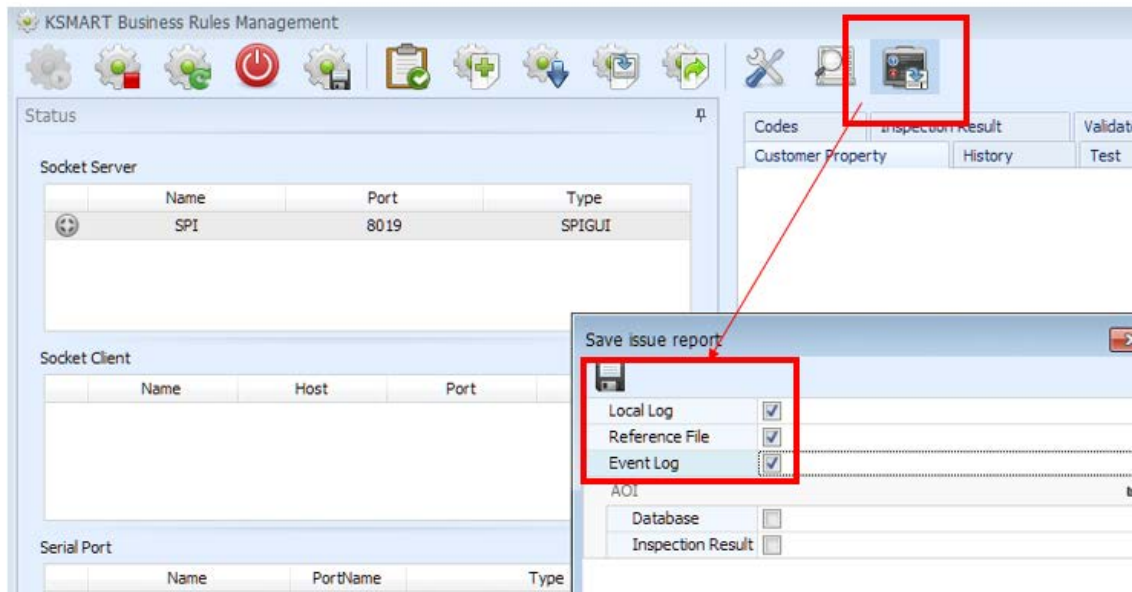 KSMART Business Rules Management
Status
Codes
Inspection Result
Customer Property
History
Test
Socket Server
Name Port Type
SPI 8019 SPIGUI
Save issue report
Socket Client
Name Host Port
Local Log
Reference File
Event Log
AOI
Database
Inspection Result
Serial Port
Name PortName Type